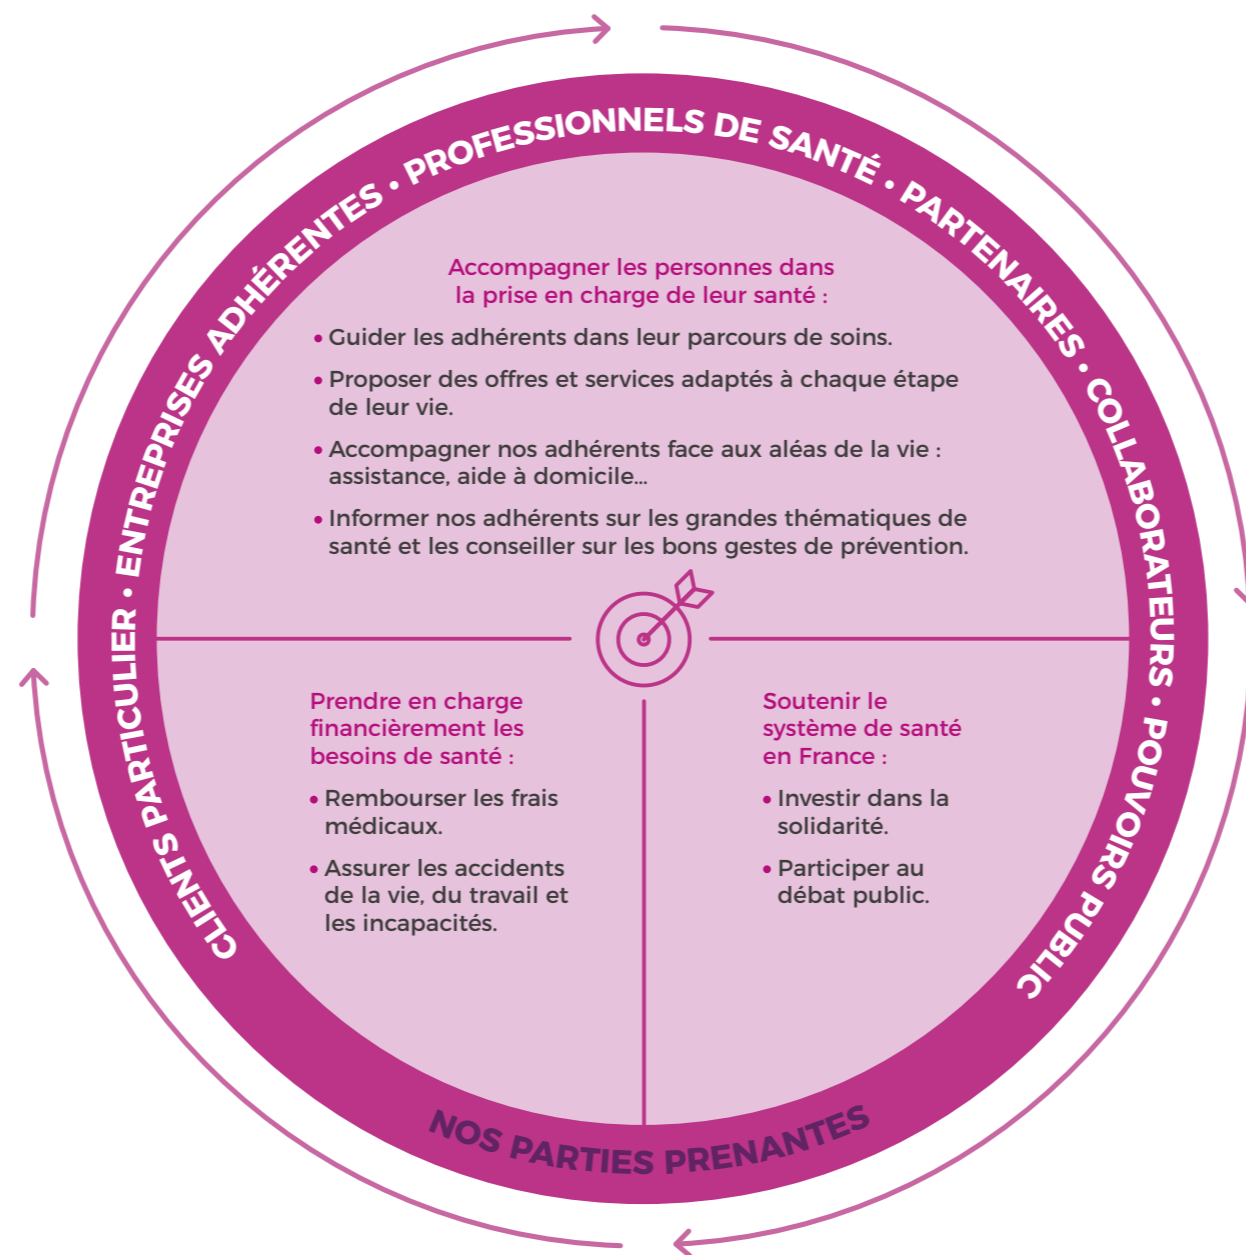 CLIENTS PARTICULIER • ENTREPRISES ADHÉRENTES • PROFESSIONNELS DE SANTÉ • PARTENAIRES • COLLABORATEURS • POUVOIRS PUBLIC
Accompagner les personnes dans
la prise en charge de leur santé :
• Guider les adhérents dans leur parcours de soins.
• Proposer des offres et services adaptés à chaque étape
de leur vie.
• Accompagner nos adhérents face aux aléas de la vie :
assistance, aide à domicile...
• Informer nos adhérents sur les grandes thématiques de
santé et les conseiller sur les bons gestes de prévention.
Prendre en charge
financièrement les
besoins de santé :
• Rembourser les frais
médicaux.
• Assurer les accidents
de la vie, du travail et
les incapacités.
Soutenir le
système de santé
en France :
• Investir dans la
solidarité.
• Participer au
débat public.
NOS PARTIES PRENANTES